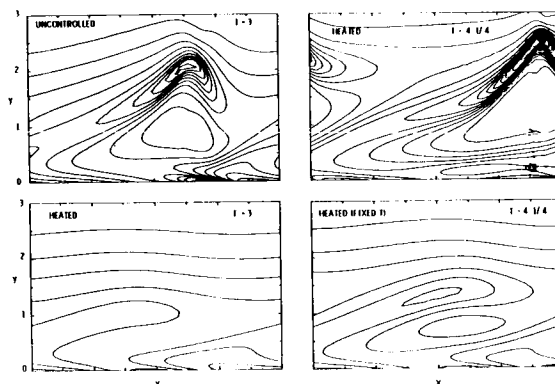 3
UNCONTROLLED
T - 3
HEATED
T - 4 1/4
2
Y
1
0
3
HEATED
T - 3
HEATED (FIXED T)
T - 4 1/4
2
Y
1
0
X
X